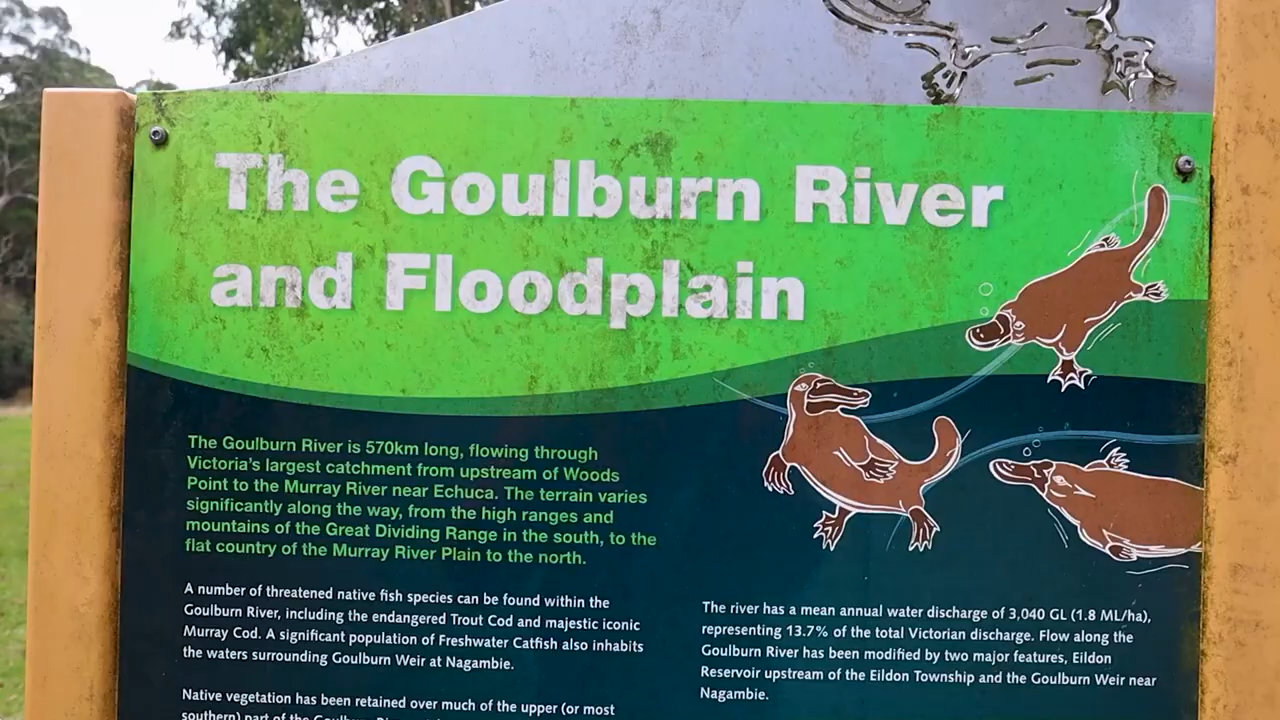 The Goulburn River
and Floodplain
The Goulburn River is 570km long, flowing through
Victoria's largest catchment from upstream of Woods
Point to the Murray River near Echuca. The terrain varies
significantly along the way, from the high ranges and
mountains of the Great Dividing Range in the south, to the
flat country of the Murray River Plain to the north.
A number of threatened native fish species can be found within the
Goulburn River, including the endangered Trout Cod and majestic iconic
Murray Cod. A significant population of Freshwater Catfish also inhabits
the waters surrounding Goulburn Weir at Nagambie.
Native vegetation has been retained over much of the upper (or most
southern) part of the Goulburn
The river has a mean annual water discharge of 3,040 GL (1.8 ML/ha),
representing 13.7% of the total Victorian discharge. Flow along the
Goulburn River has been modified by two major features, Eildon
Reservoir upstream of the Eildon Township and the Goulburn Weir near
Nagambie.